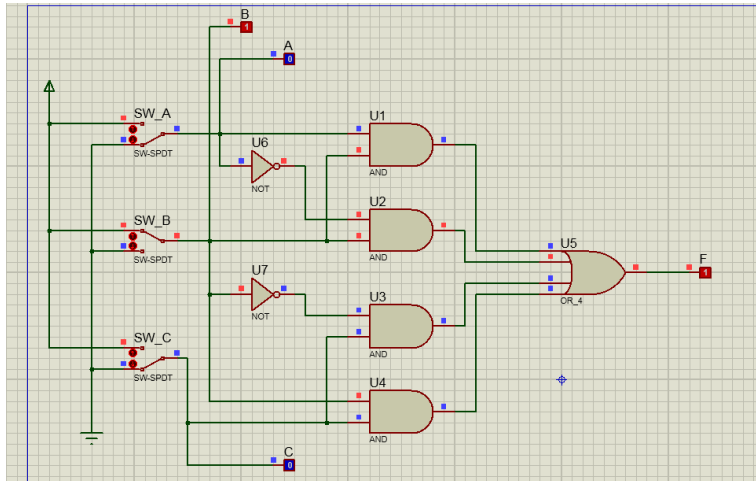 B
1
A
0
SW_A
SW-SPDT
U1
AND
U6
NOT
U2
AND
SW_B
SW-SPDT
U5
OR_4
F
1
U7
NOT
U3
AND
SW_C
SW-SPDT
U4
AND
C
0